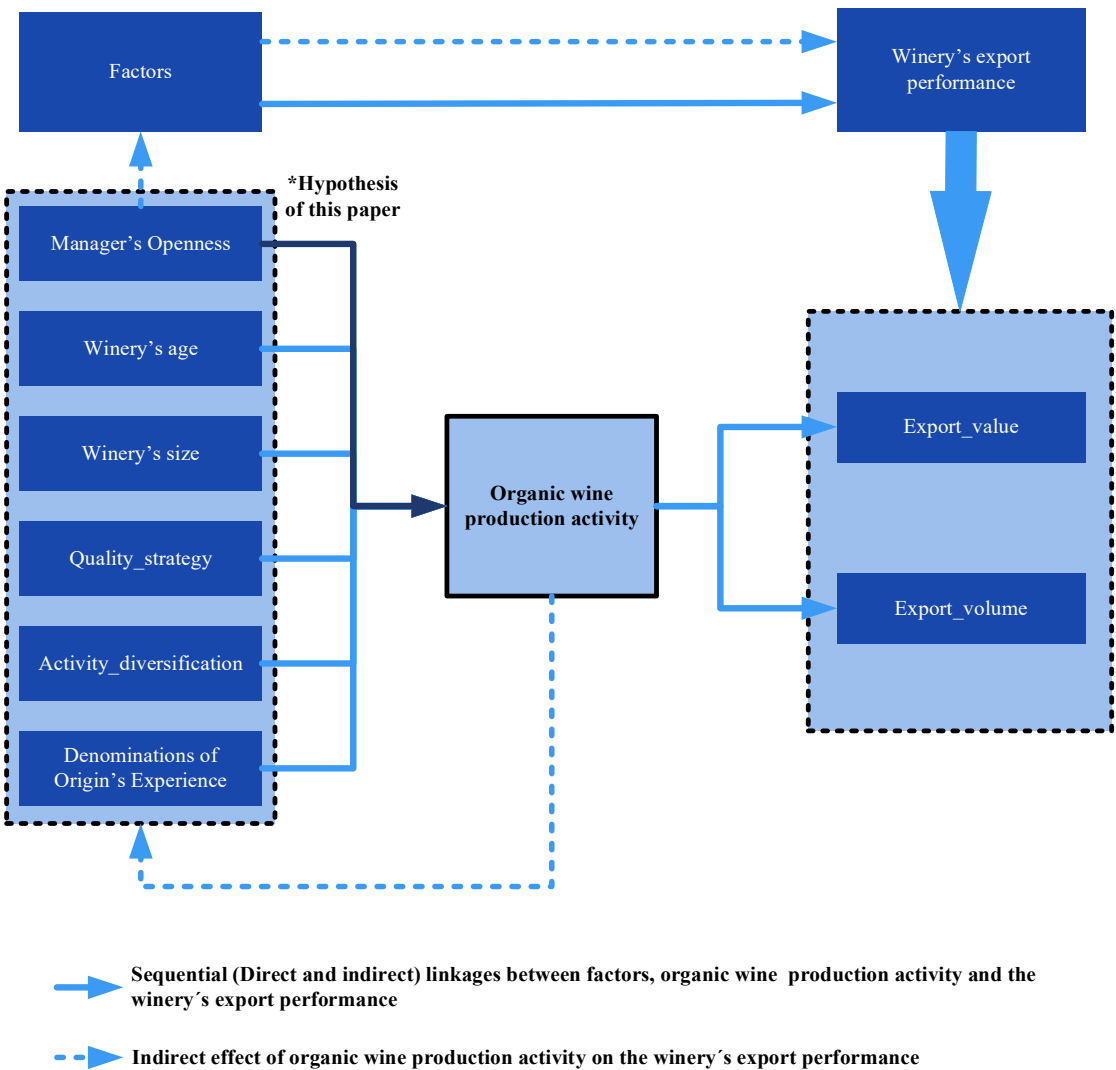 Factors
Winery’s export
performance
*Hypothesis
of this paper
Manager’s Openness
Winery’s age
Winery’s size
Quality_strategy
Activity_diversification
Denominations of
Origin’s Experience
Organic wine
production activity
Export_value
Export_volume
Sequential (Direct and indirect) linkages between factors, organic wine  production activity and the
winery´s export performance
Indirect effect of organic wine production activity on the winery´s export performance